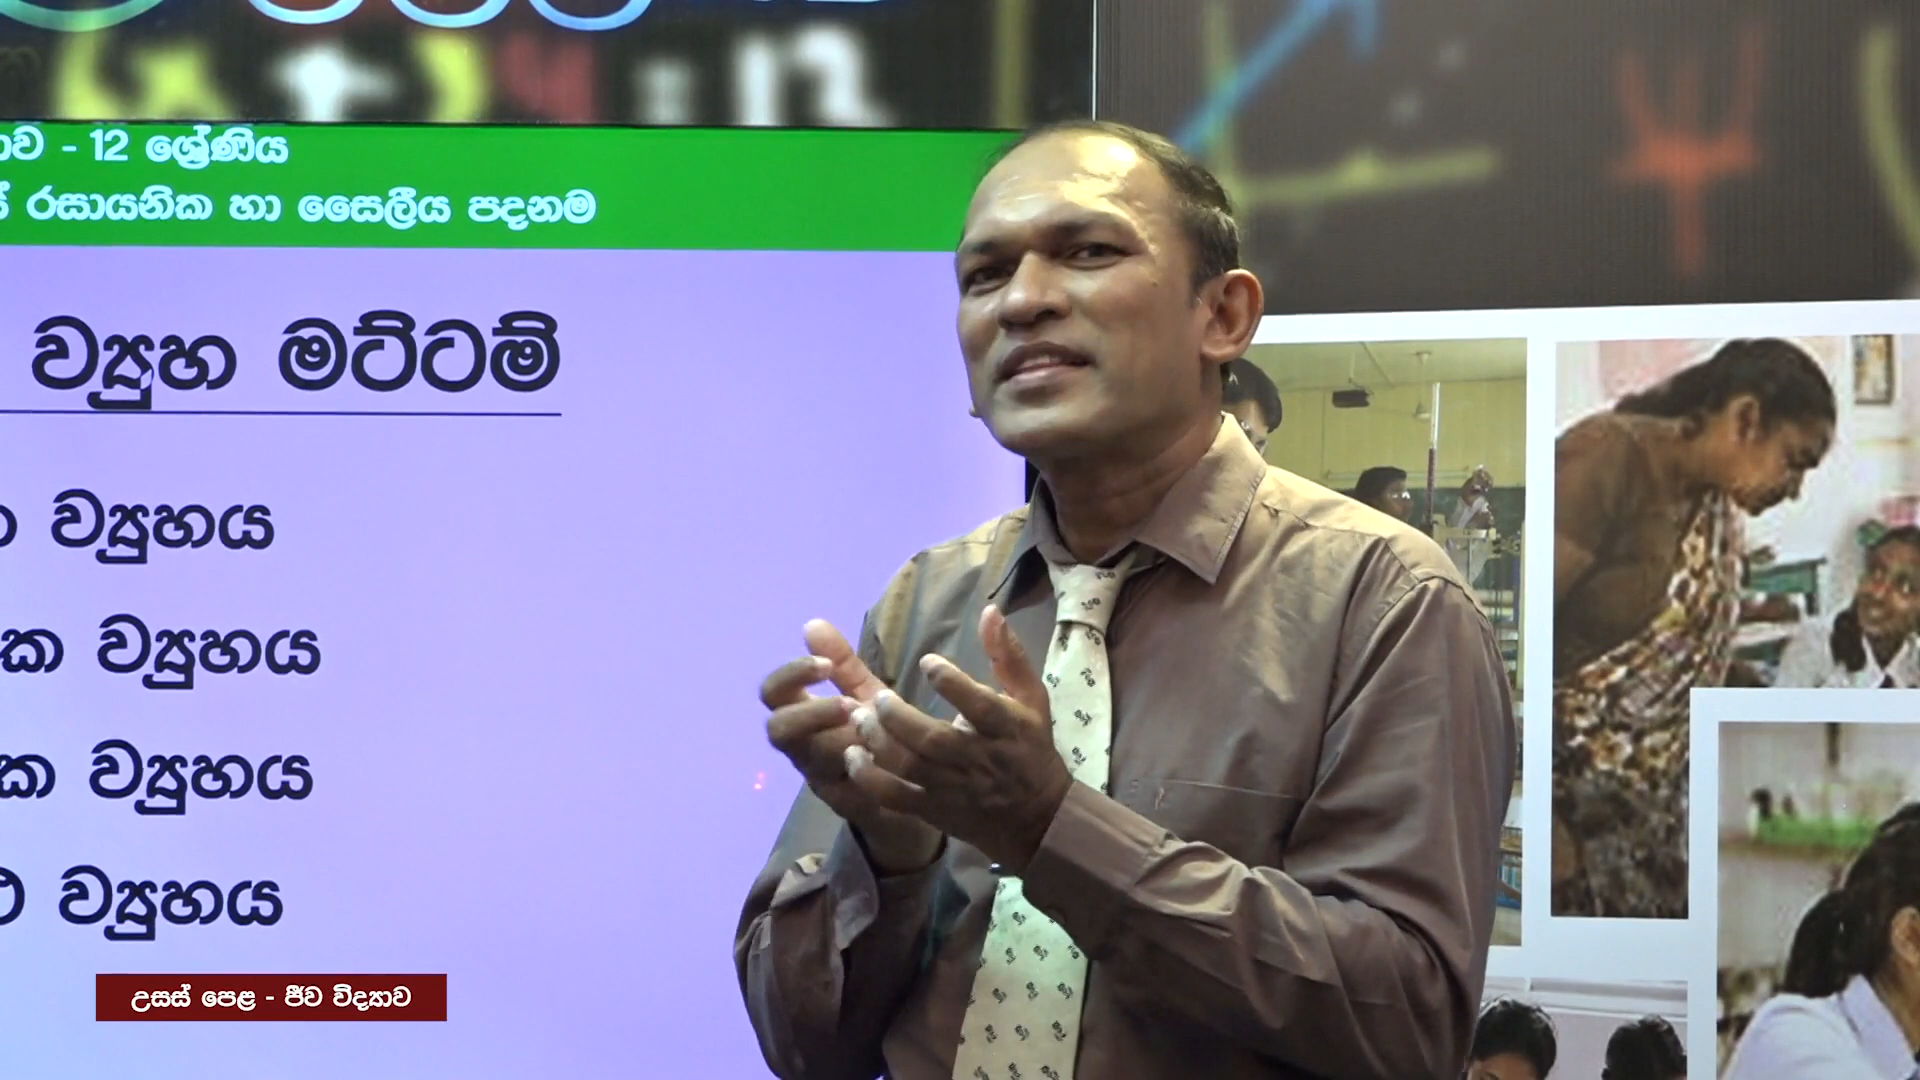 - 12 ශ්‍රේණිය
රසායනික හා සෛලීය පදනම
ව්‍යුහ මට්ටම්
ව්‍යුහය
ව්‍යුහය
ව්‍යුහය
ව්‍යුහය
උසස් පෙළ - ජීව විද්‍යාව